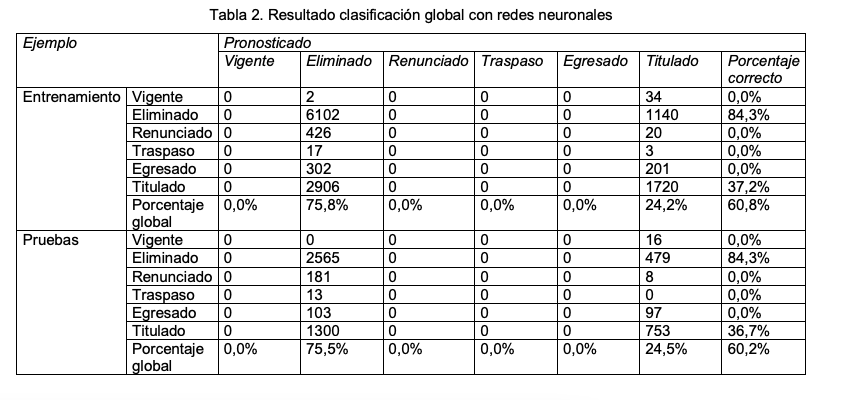 Tabla 2. Resultado clasificación global con redes neuronales
Ejemplo Pronosticado
Vigente Eliminado Renunciado Traspaso Egresado Titulado Porcentaje correcto
Entrenamiento Vigente 0 2 0 0 0 34 0,0%
Eliminado 0 6102 0 0 0 1140 84,3%
Renunciado 0 426 0 0 0 20 0,0%
Traspaso 0 17 0 0 0 3 0,0%
Egresado 0 302 0 0 0 201 0,0%
Titulado 0 2906 0 0 0 1720 37,2%
Porcentaje global 0,0% 75,8% 0,0% 0,0% 0,0% 24,2% 60,8%
Pruebas Vigente 0 0 0 0 0 16 0,0%
Eliminado 0 2565 0 0 0 479 84,3%
Renunciado 0 181 0 0 0 8 0,0%
Traspaso 0 13 0 0 0 0 0,0%
Egresado 0 103 0 0 0 97 0,0%
Titulado 0 1300 0 0 0 753 36,7%
Porcentaje global 0,0% 75,5% 0,0% 0,0% 0,0% 24,5% 60,2%